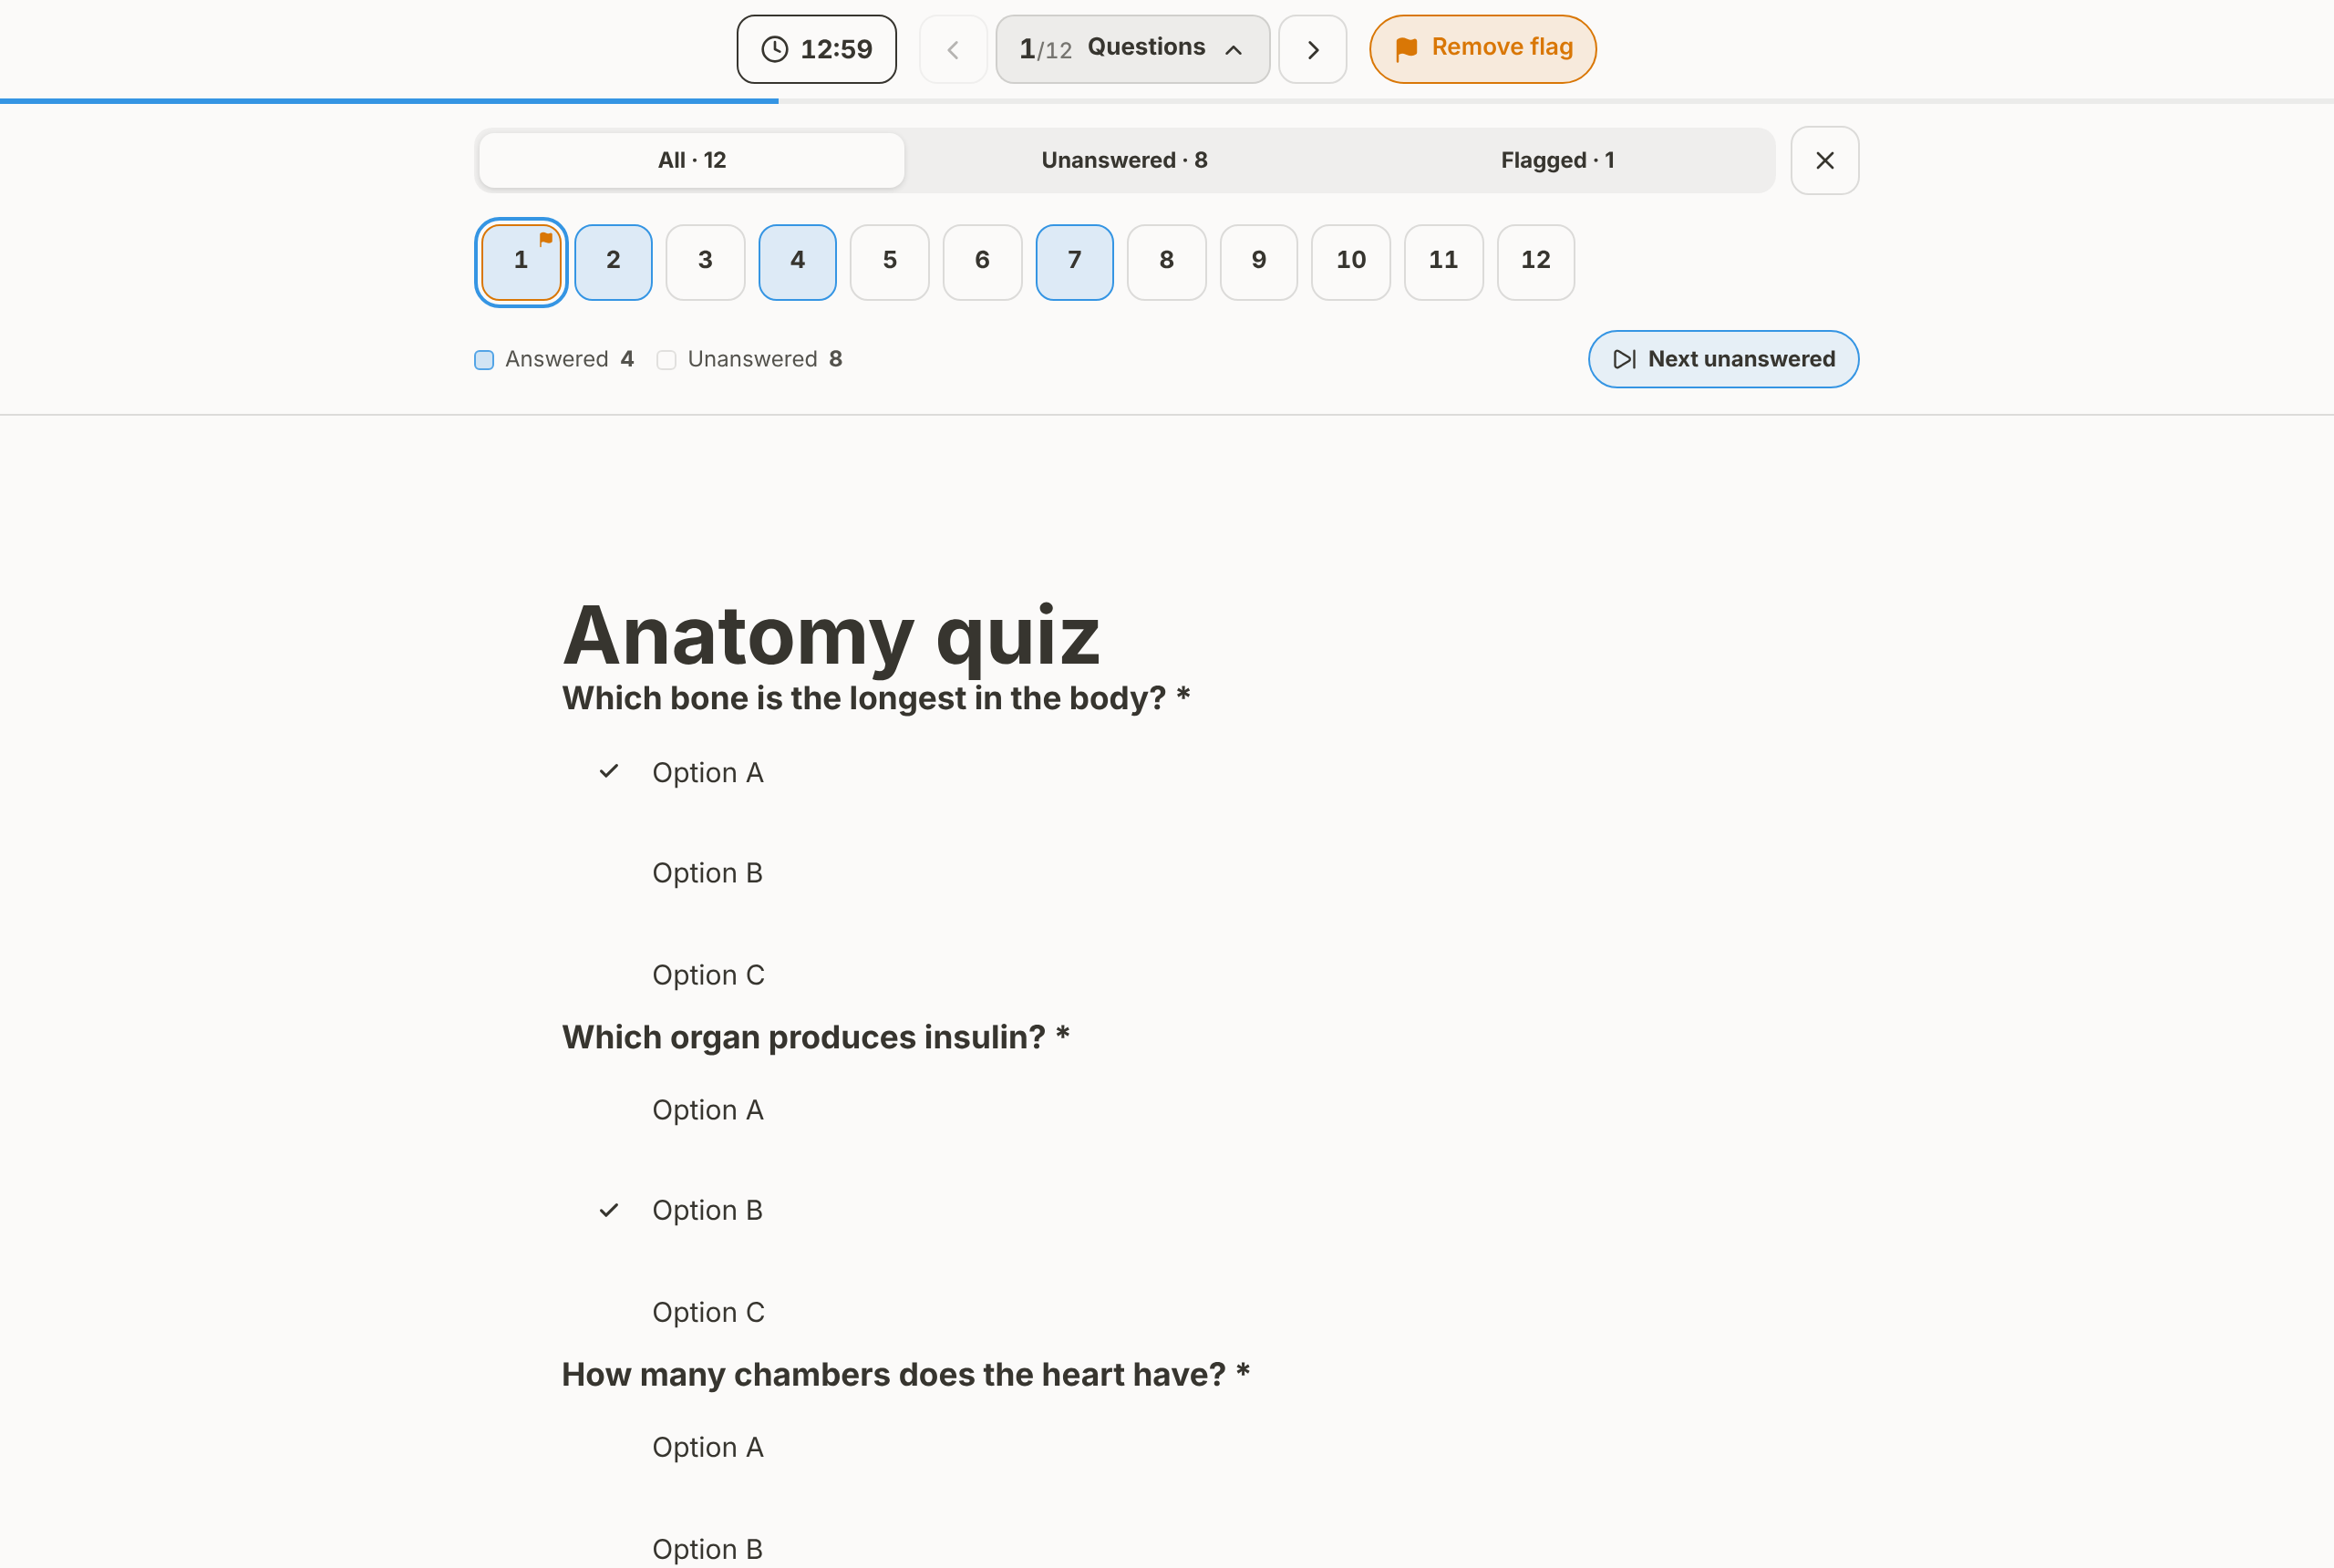 12:59
1/12 Questions
Remove flag
All · 12
Unanswered · 8
Flagged · 1
1 2 3 4 5 6 7 8 9 10 11 12
Answered 4 Unanswered 8
Next unanswered
Anatomy quiz
Which bone is the longest in the body? *
Option A
Option B
Option C
Which organ produces insulin? *
Option A
Option B
Option C
How many chambers does the heart have? *
Option A
Option B